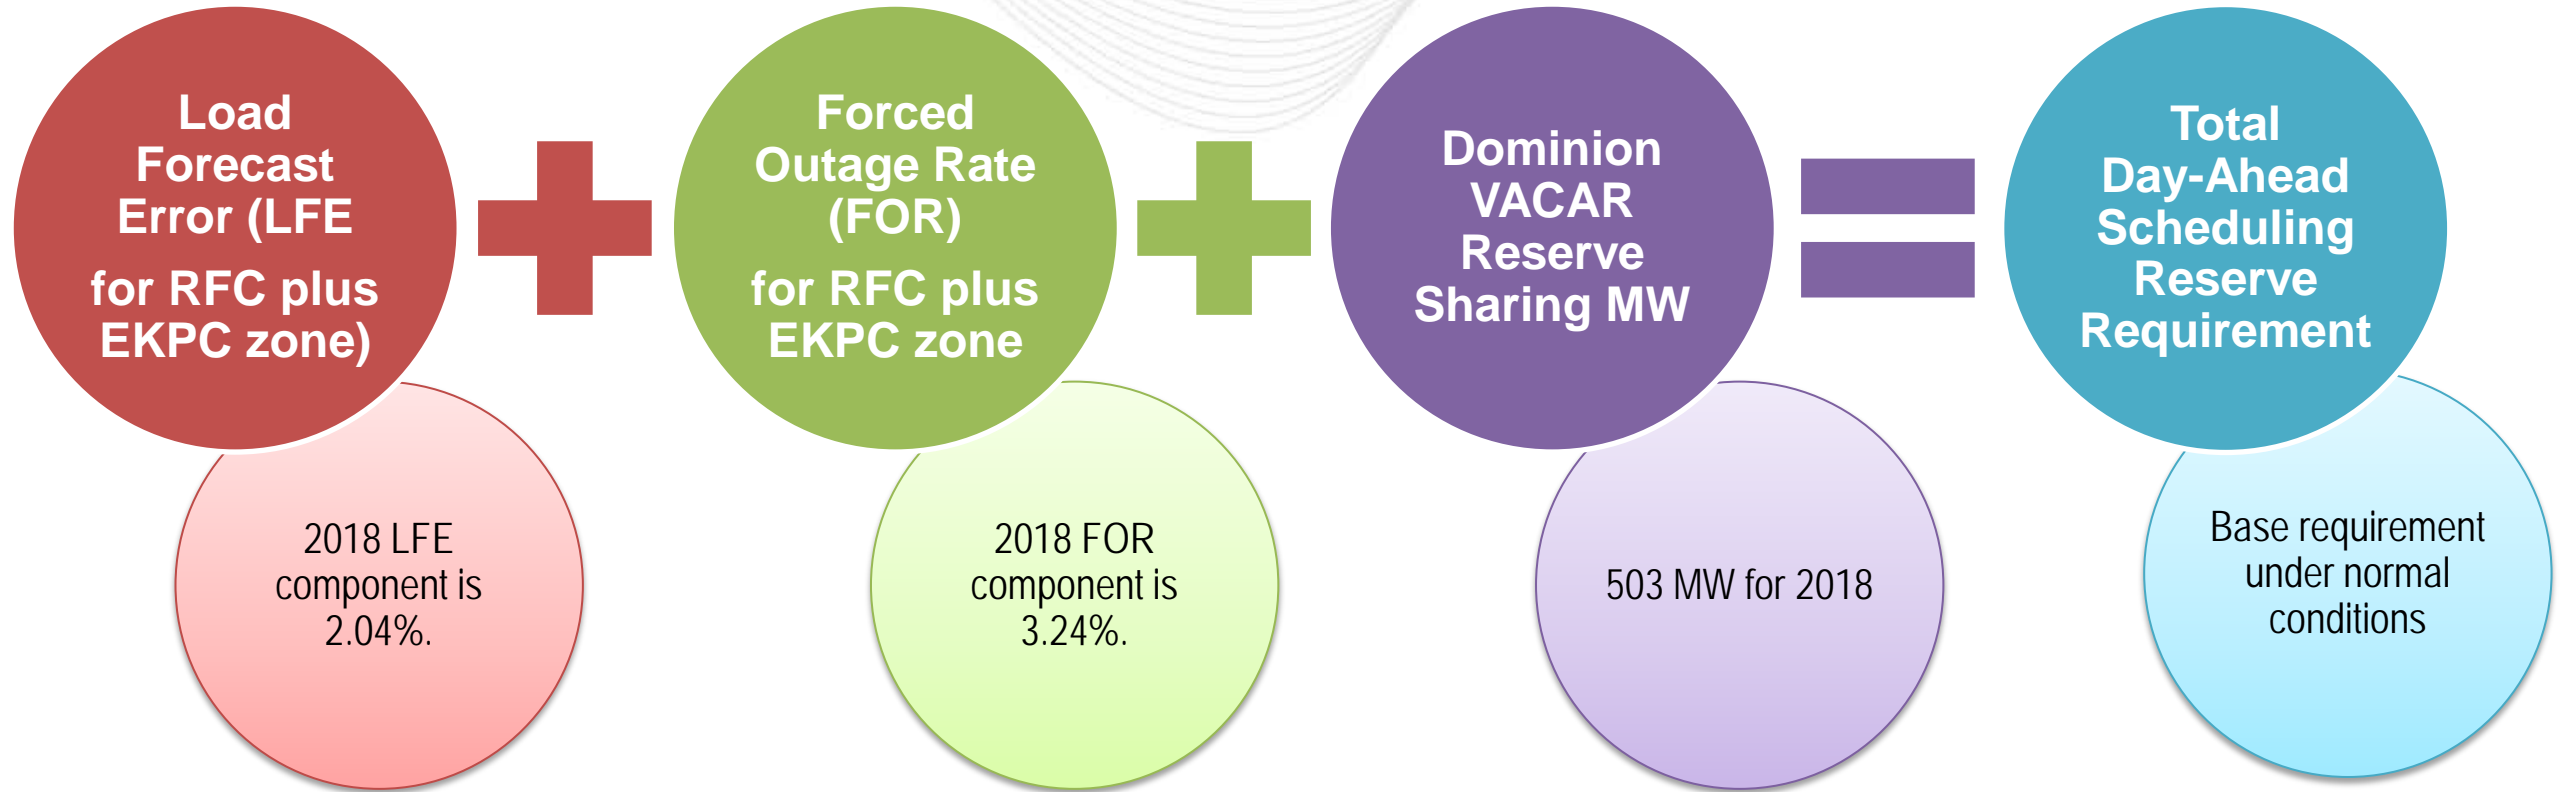 Load
Forecast
Error (LFE
for RFC plus
EKPC zone)
Forced
Outage Rate
(FOR)
for RFC plus
EKPC zone
Dominion
VACAR
Reserve
Sharing MW
Total
Day-Ahead
Scheduling
Reserve
Requirement
2018 LFE
component is
2.04%.
2018 FOR
component is
3.24%.
503 MW for 2018
Base requirement
under normal
conditions